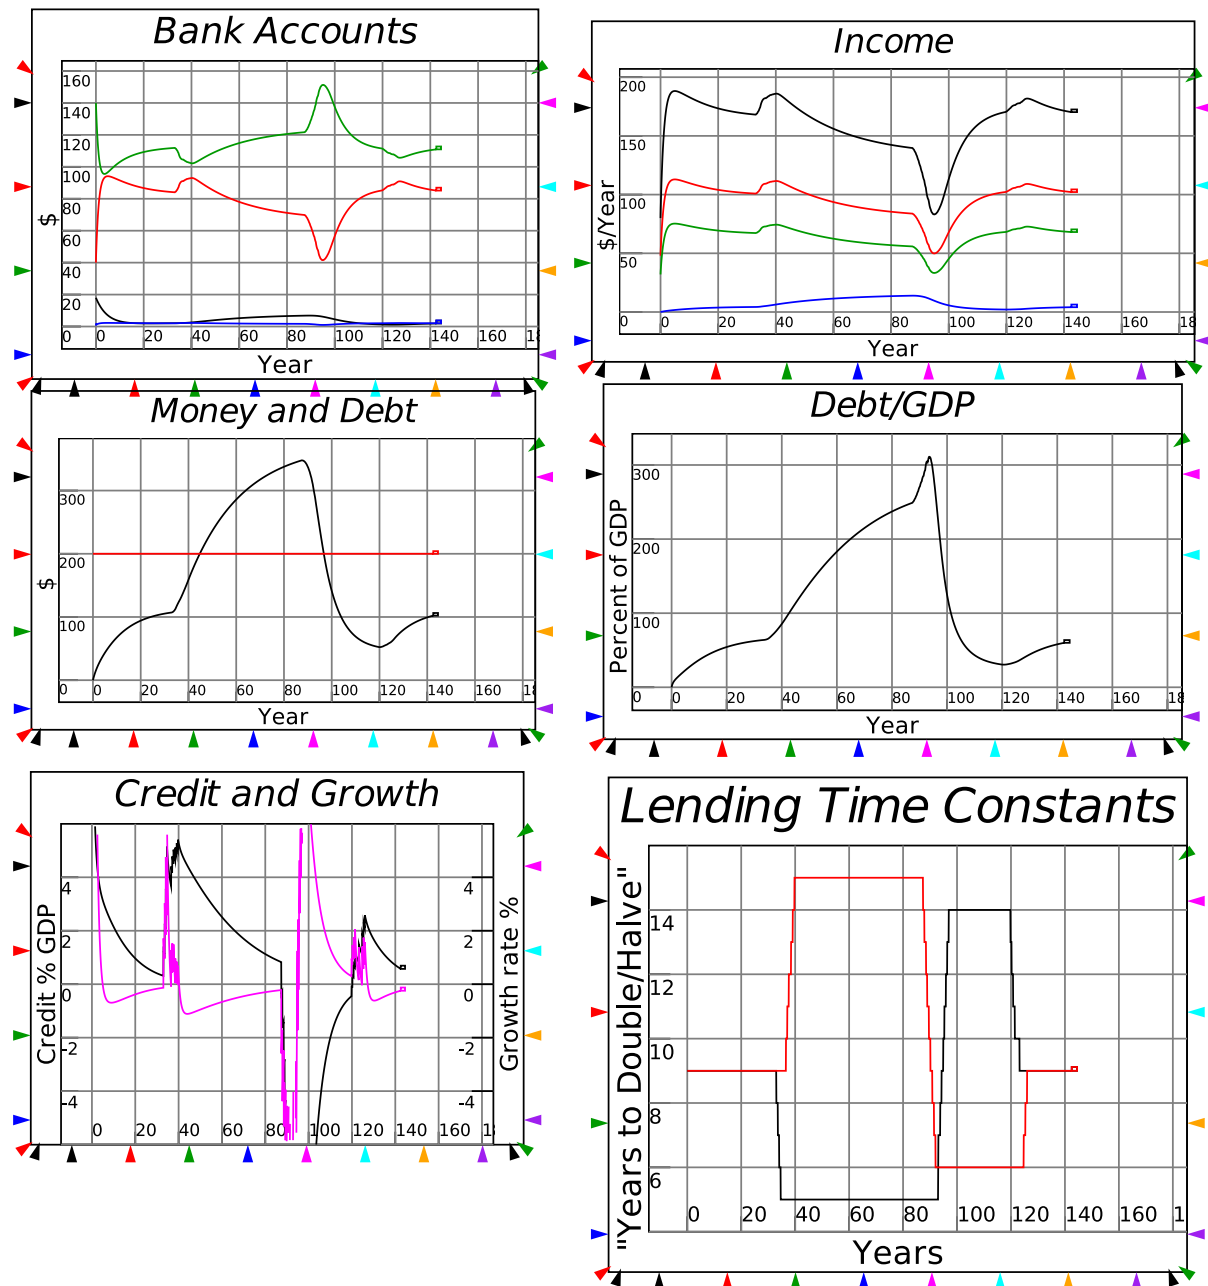 Bank Accounts
160
140
120
100
80
60
40
20
0 20 40 60 80 100 120 140 160 18
$
Year
Income
200
150
100
50
0 0 20 40 60 80 100 120 140 160 18
$/Year
Year
Money and Debt
300
200
100
0 0 20 40 60 80 100 120 140 160 18
$
Year
Debt/GDP
300
200
100
0 0 20 40 60 80 100 120 140 160 18
Percent of GDP
Year
Credit and Growth
4 4
2 2
0 0
-2 -2
-4 -4
0 20 40 60 80 100 120 140 160 1
Credit % GDP
Growth rate %
Lending Time Constants
14
12
10
8
6
0 20 40 60 80 100 120 140 160 1
"Years to Double/Halve"
Years